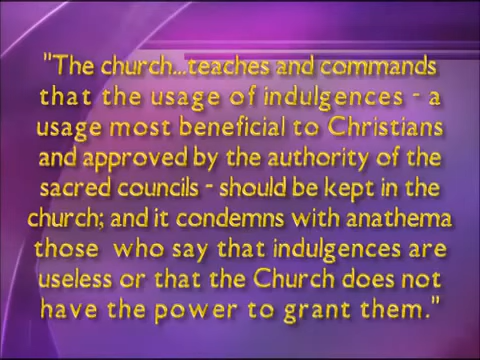 "The church...teaches and commands
that the usage of indulgences - a
usage most beneficial to Christians
and approved by the authority of the
sacred councils - should be kept in the
church; and it condemns with anathema
those who say that indulgences are
useless or that the Church does not
have the power to grant them."